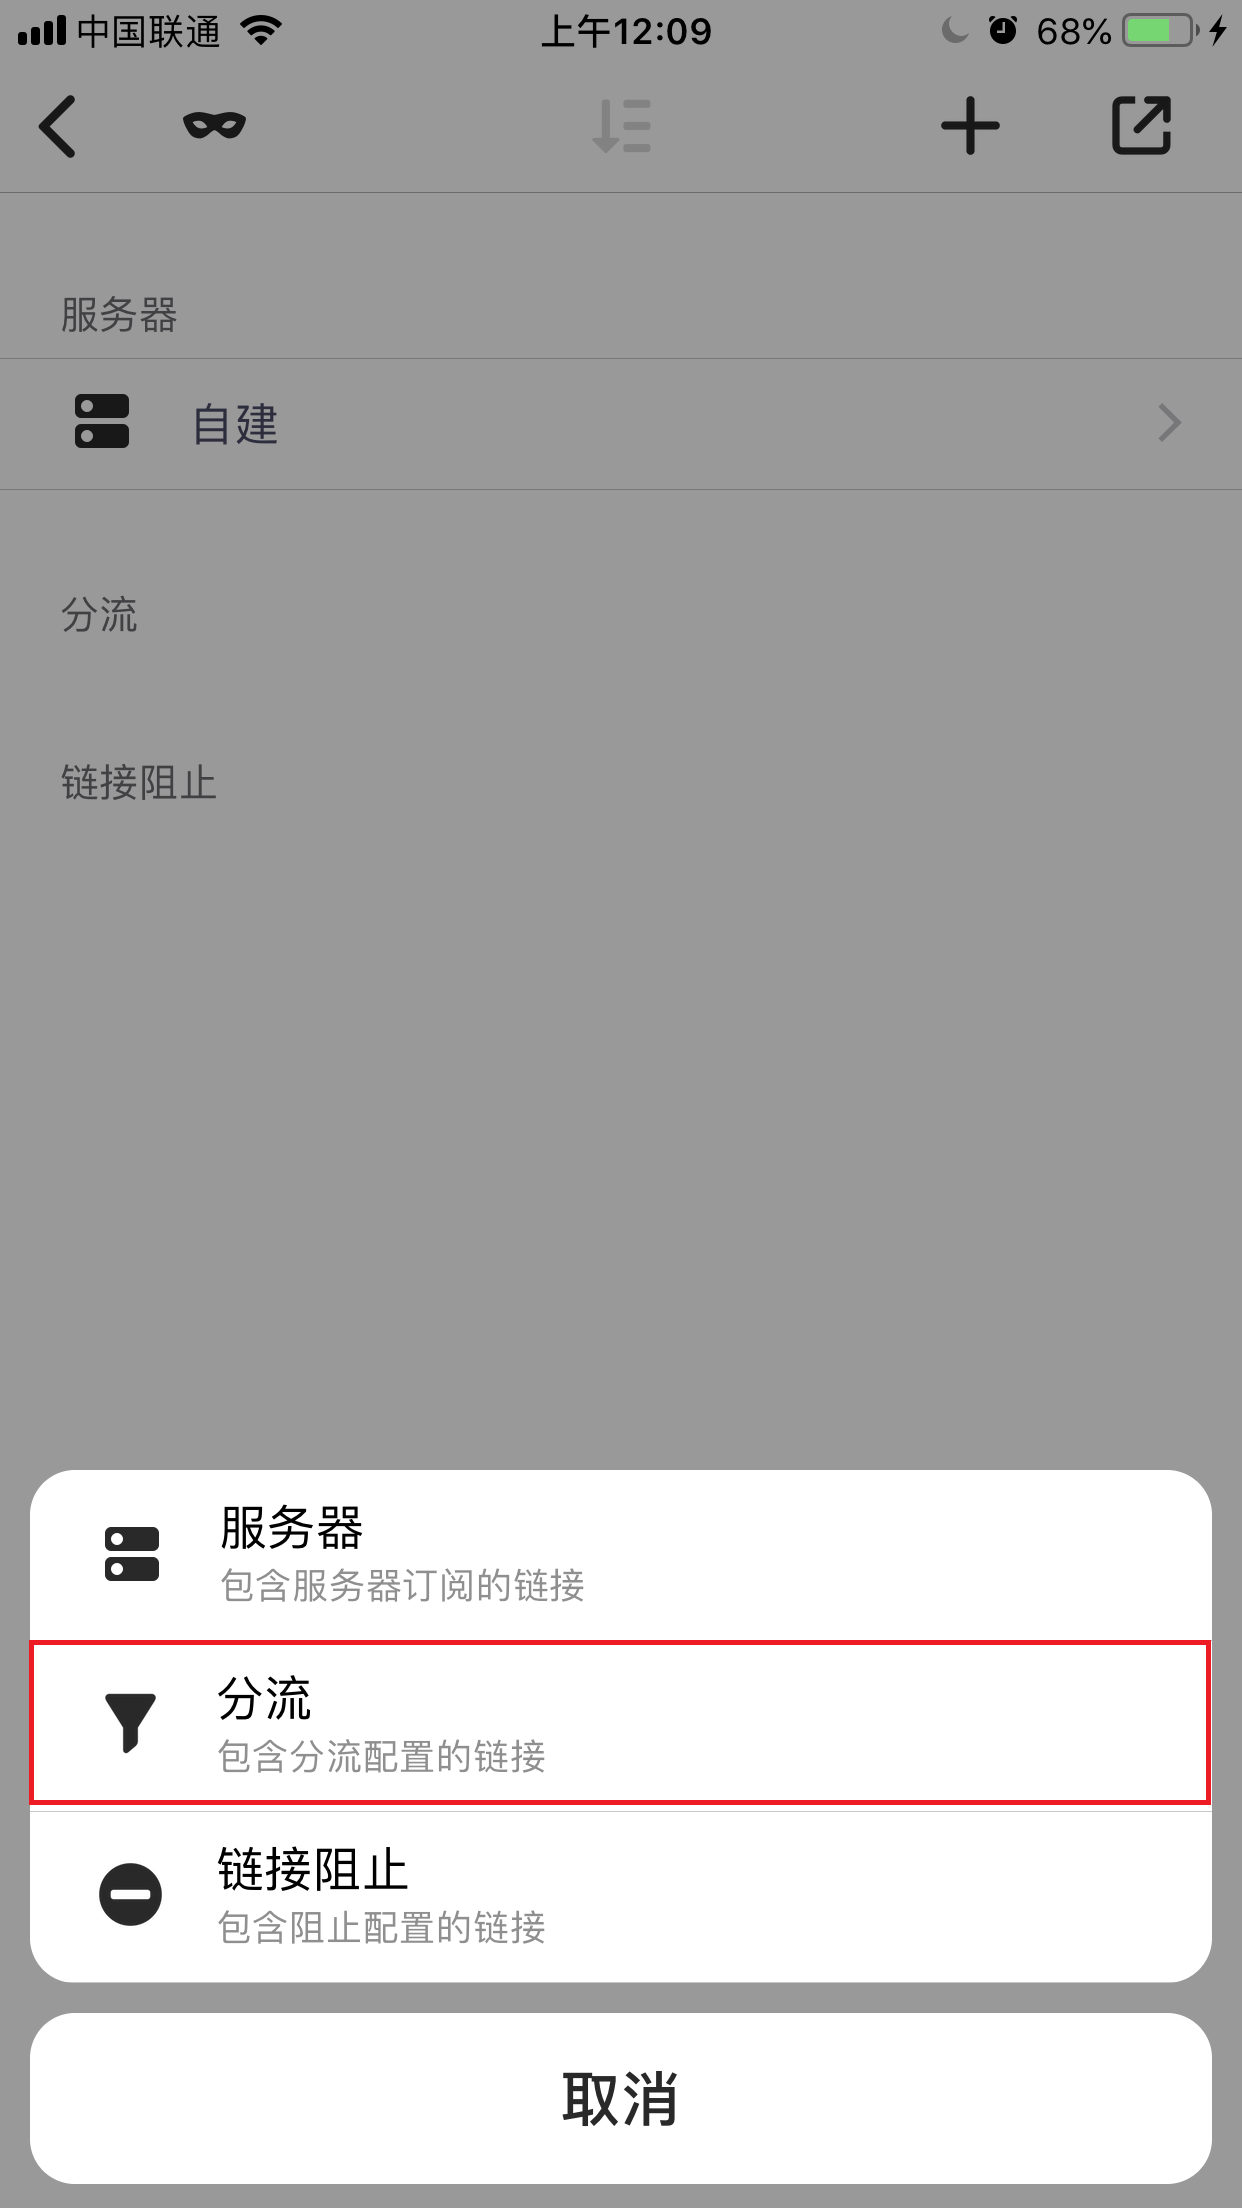 中国联通 上午12:09 68%
服务器
自建
分流
链接阻止
服务器
包含服务器订阅的链接
分流
包含分流配置的链接
链接阻止
包含阻止配置的链接
取消